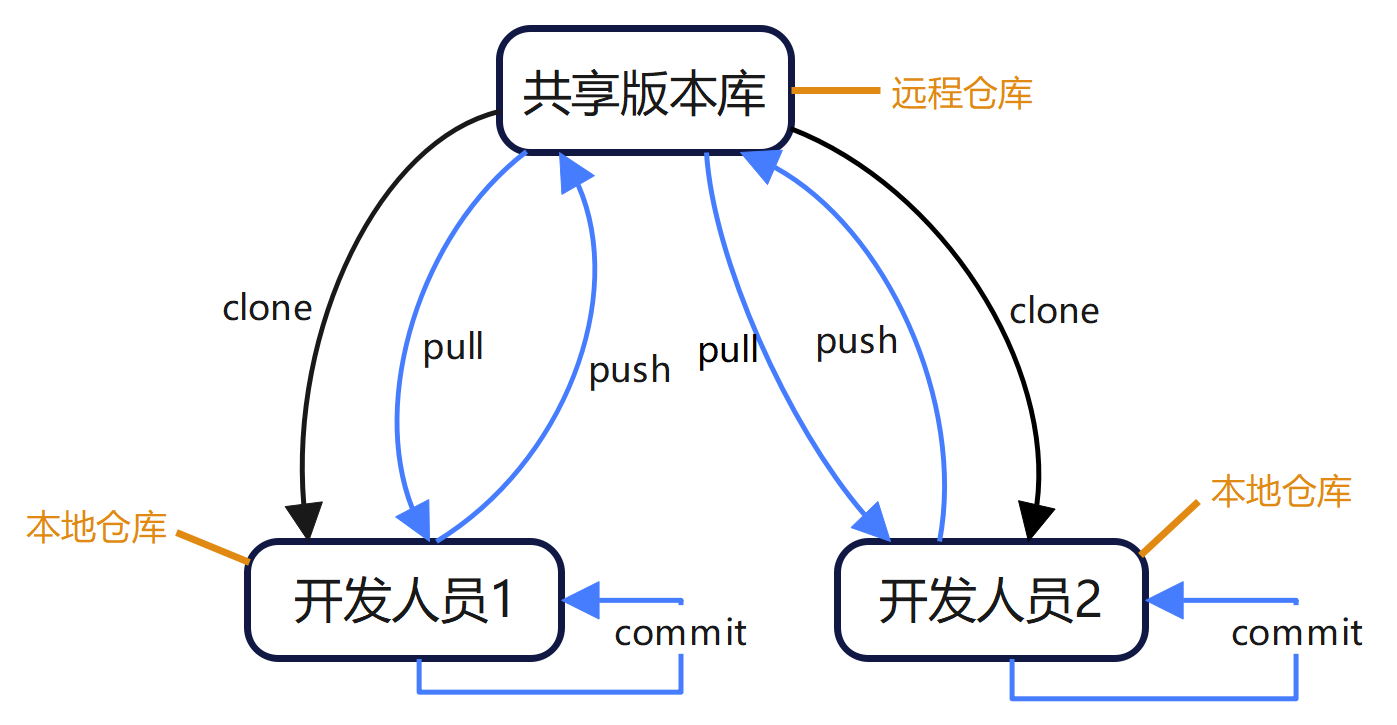 共享版本库
远程仓库
clone
pull
push
pull
push
clone
本地仓库
本地仓库
开发人员1
commit
开发人员2
commit